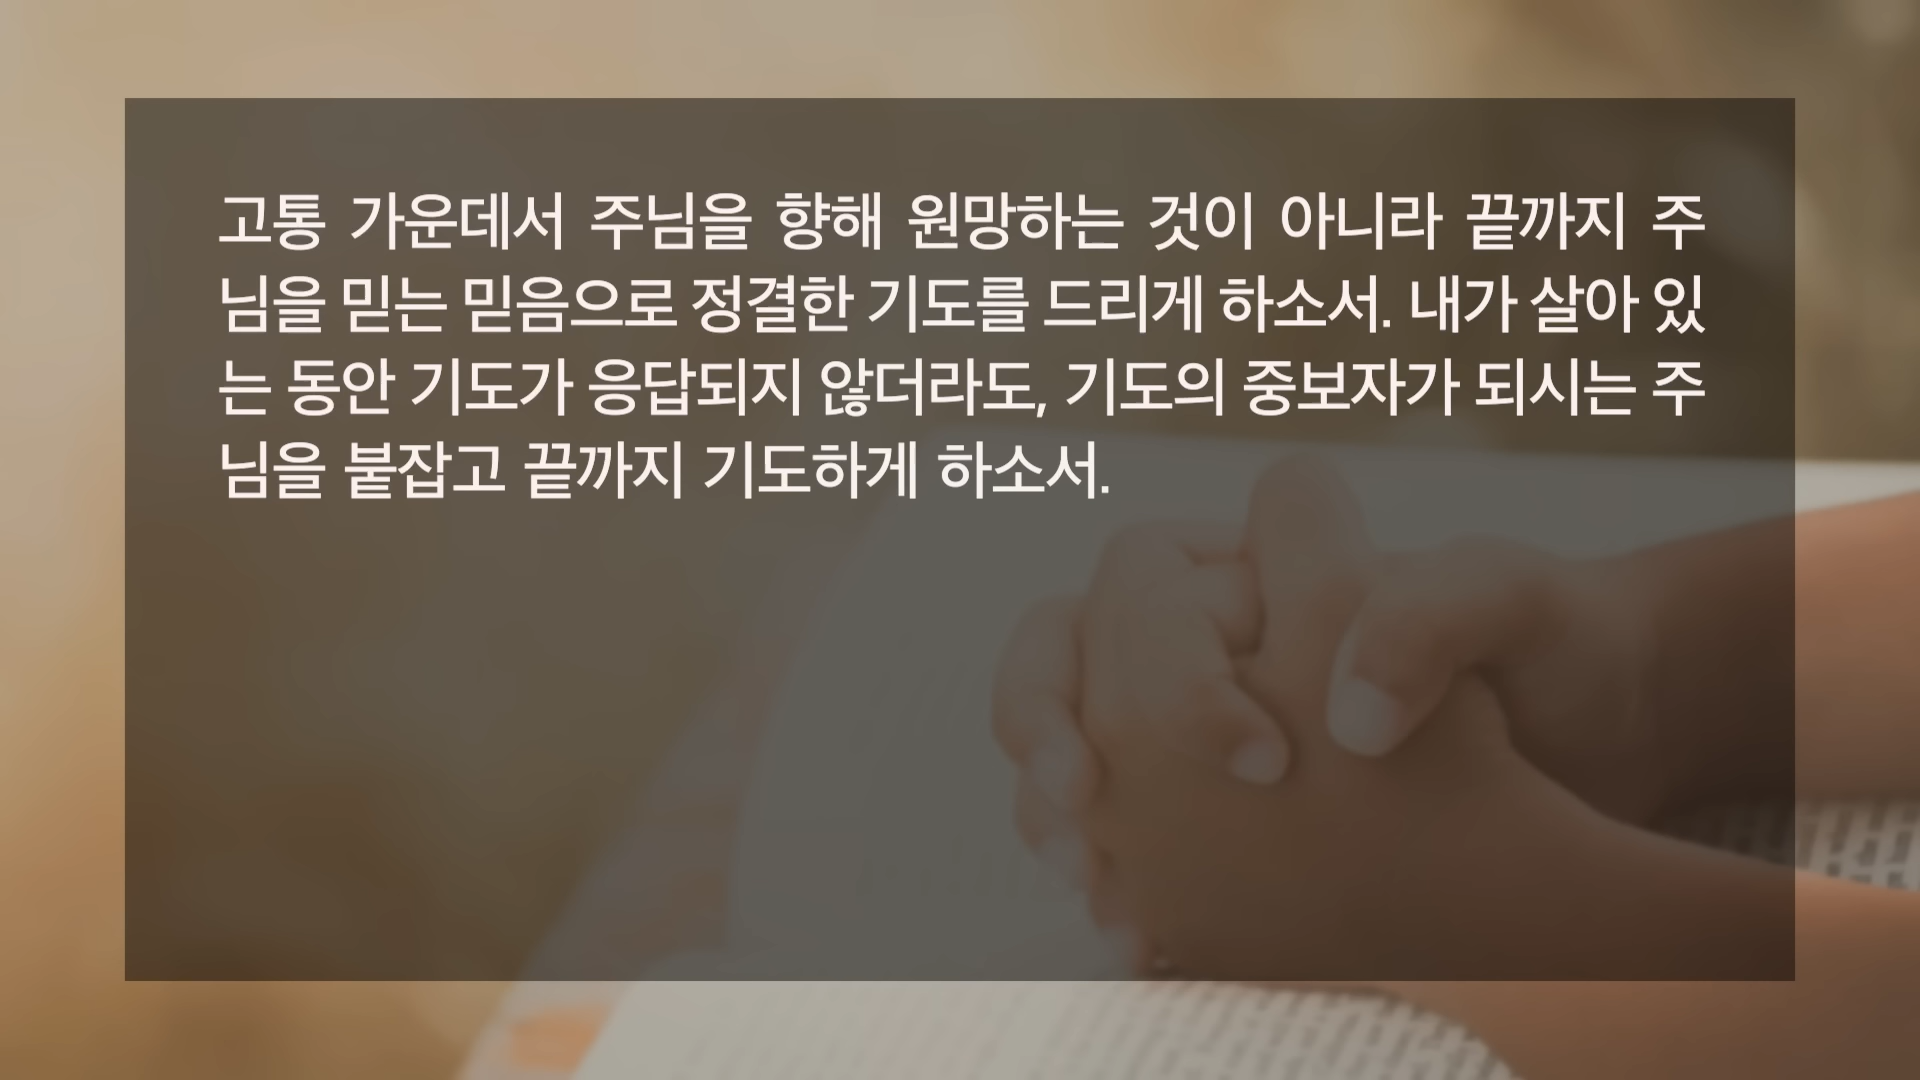 고통 가운데서 주님을 향해 원망하는 것이 아니라 끝까지 주
님을 믿는 믿음으로 정결한 기도를 드리게 하소서. 내가 살아 있
는 동안 기도가 응답되지 않더라도, 기도의 중보자가 되시는 주
님을 붙잡고 끝까지 기도하게 하소서.